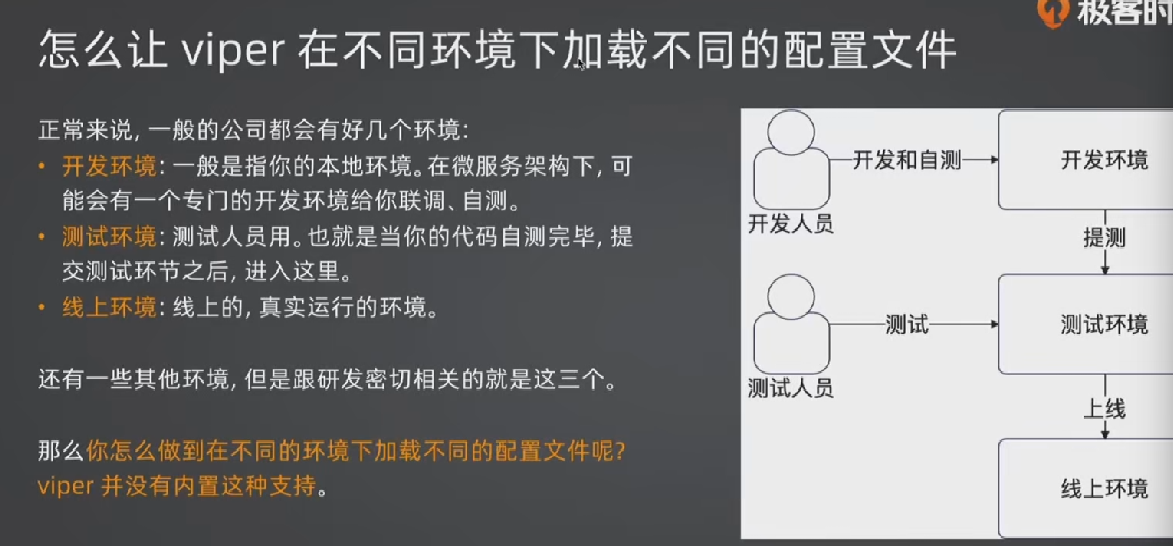 极客时
怎么让 viper 在不同环境下加载不同的配置文件
正常来说, 一般的公司都会有好几个环境:
• 开发环境: 一般是指你的本地环境。在微服务架构下, 可
能会有一个专门的开发环境给你联调、自测。
• 测试环境: 测试人员用。也就是当你的代码自测完毕, 提
交测试环节之后, 进入这里。
• 线上环境: 线上的, 真实运行的环境。
还有一些其他环境, 但是跟研发密切相关的就是这三个。
那么你怎么做到在不同的环境下加载不同的配置文件呢?
viper 并没有内置这种支持。
开发和自测
开发环境
开发人员
提测
测试
测试环境
测试人员
上线
线上环境